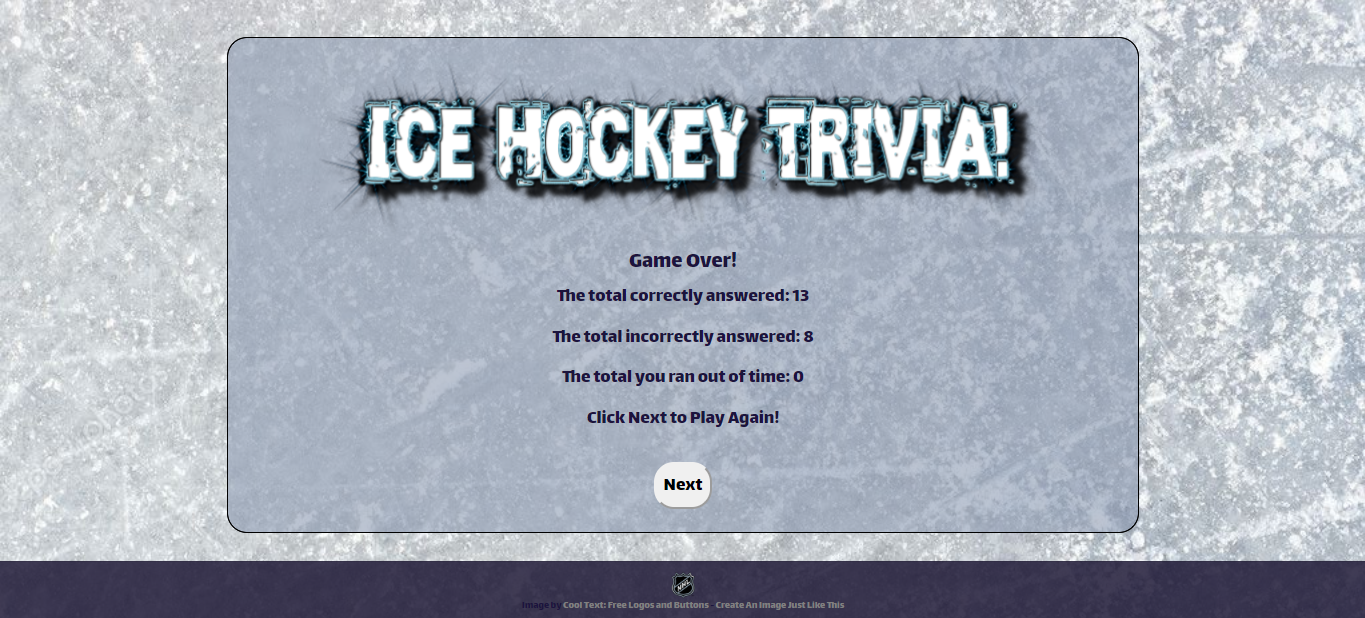 ICE HOCKEY TRIVIA!
Game Over!
The total correctly answered: 13
The total incorrectly answered: 8
The total you ran out of time: 0
Click Next to Play Again!
Next
NHL
Image by Cool Text: Free Logos and Buttons - Create An Image Just Like This